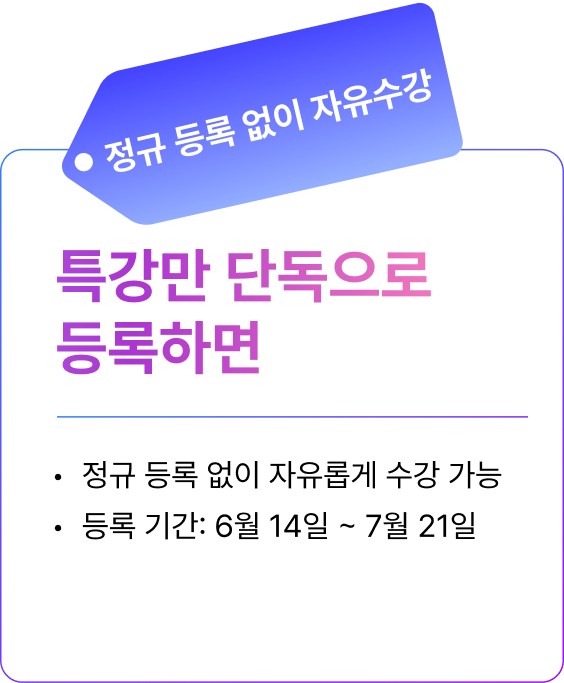 정규 등록 없이 자유수강
특강만 단독으로
등록하면
• 정규 등록 없이 자유롭게 수강 가능
• 등록 기간: 6월 14일 ~ 7월 21일